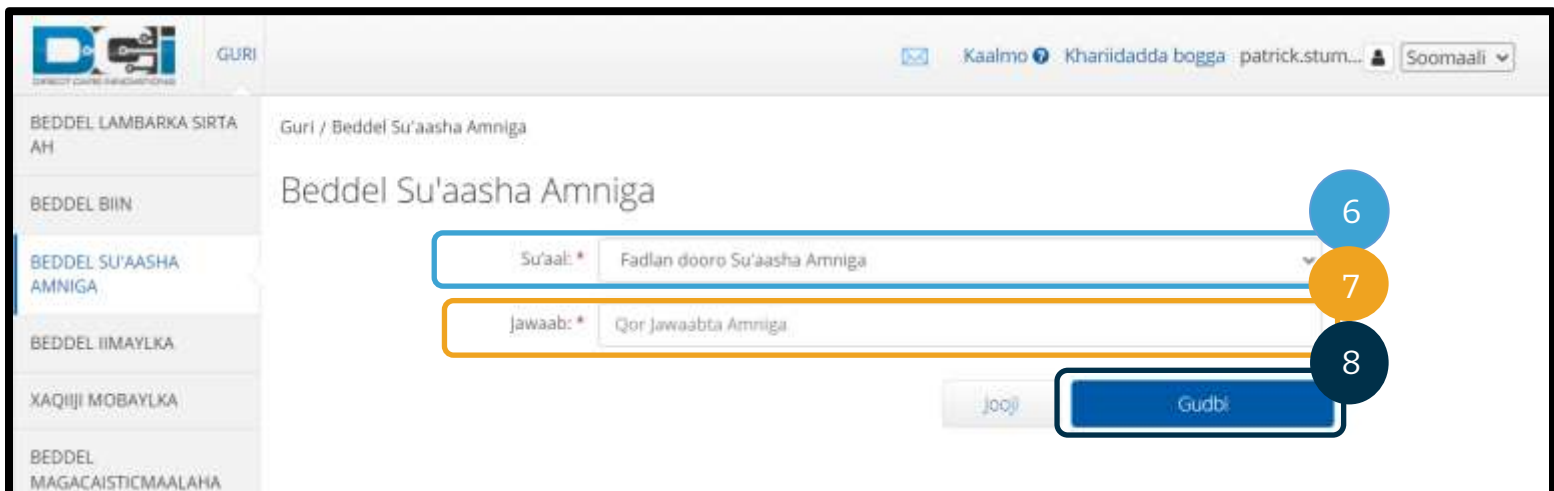 DCi
DIRECT CARE INNOVATIONS
GURI
Kaalmo Khariidadda bogga patrick.stum... Soomaali
BEDDEL LAMBARKA SIRTA
AH
BEDDEL BIIN
BEDDEL SU'AASHA
AMNIGA
BEDDEL IIMAYLKA
XAQIIJI MOBAYLKA
BEDDEL
MAGACAISTICMAALAHA
Guri / Beddel Su'aasha Amniga
Beddel Su'aasha Amniga
6
Su'aal: * Fadlan dooro Su'aasha Amniga
7
Jawaab: * Qor Jawaabta Amniga
8
Jooji Gudbi